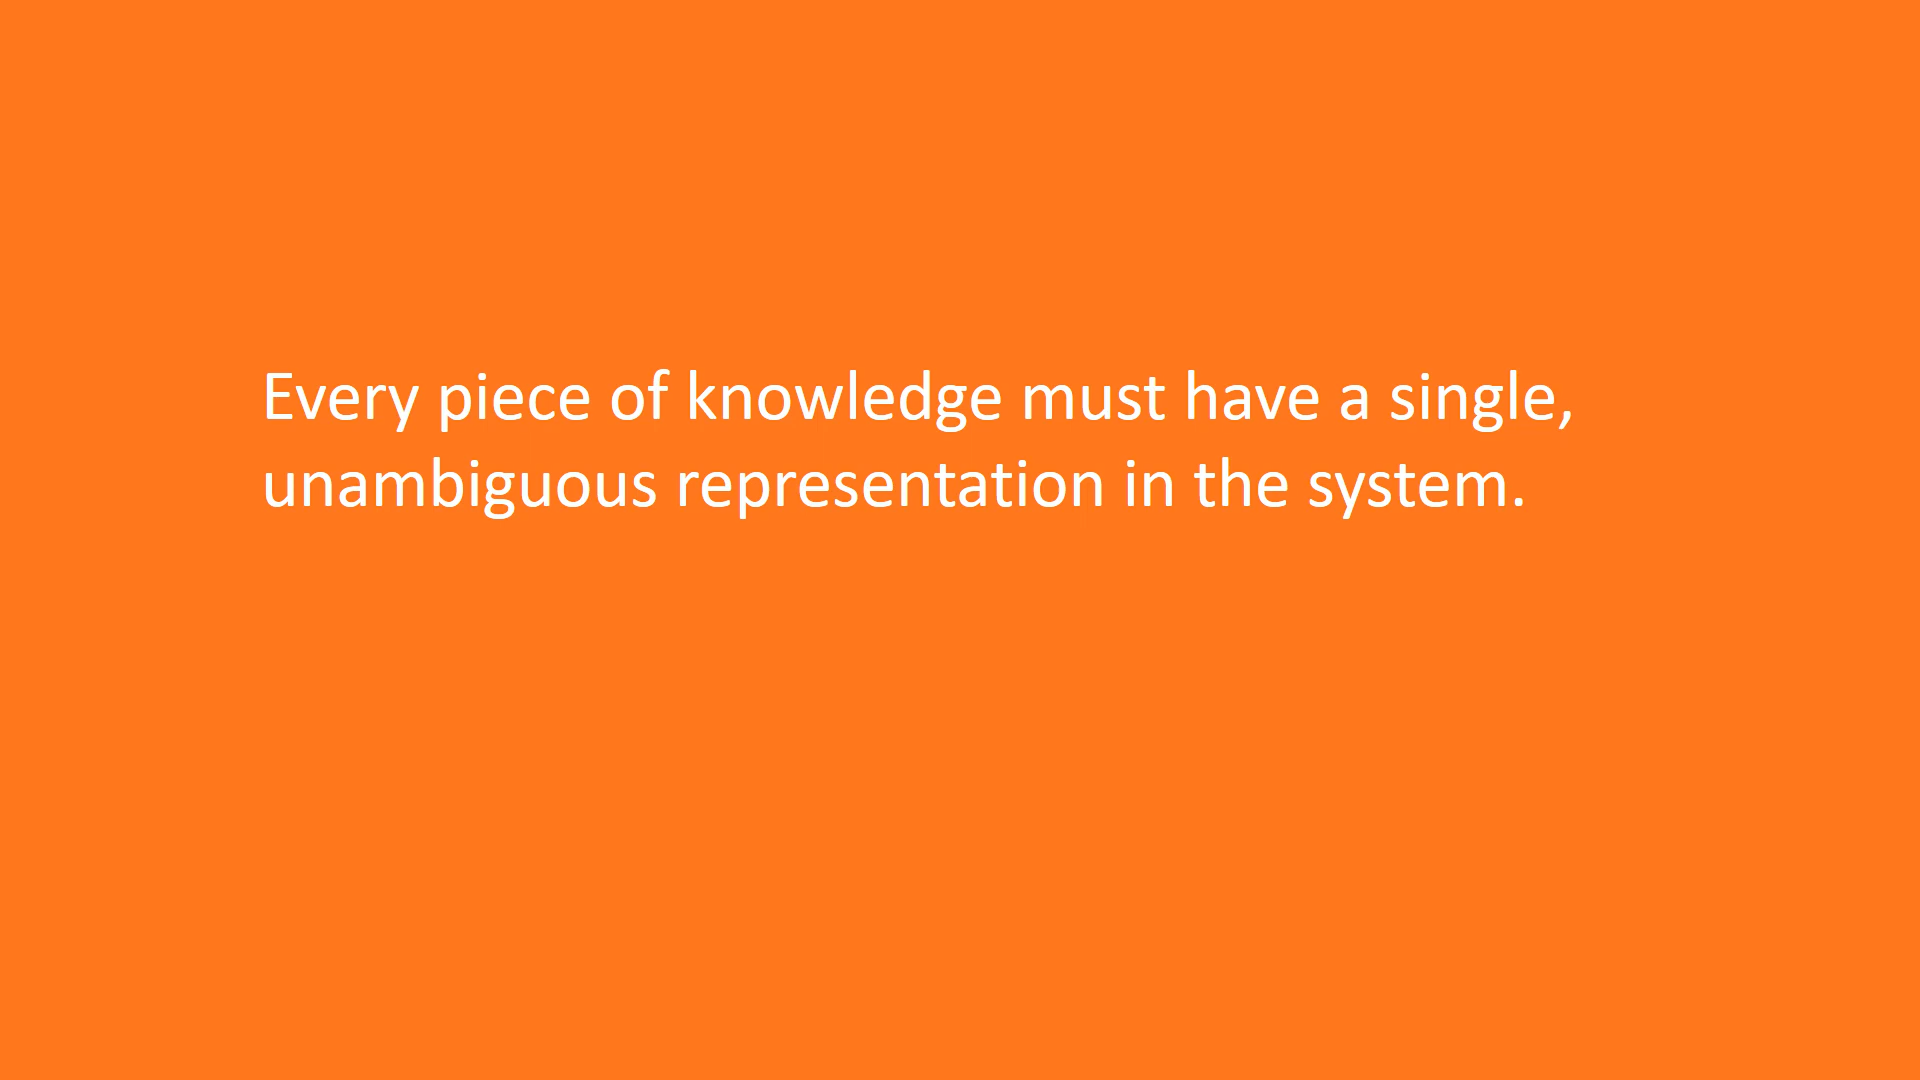 Every piece of knowledge must have a single,
unambiguous representation in the system.